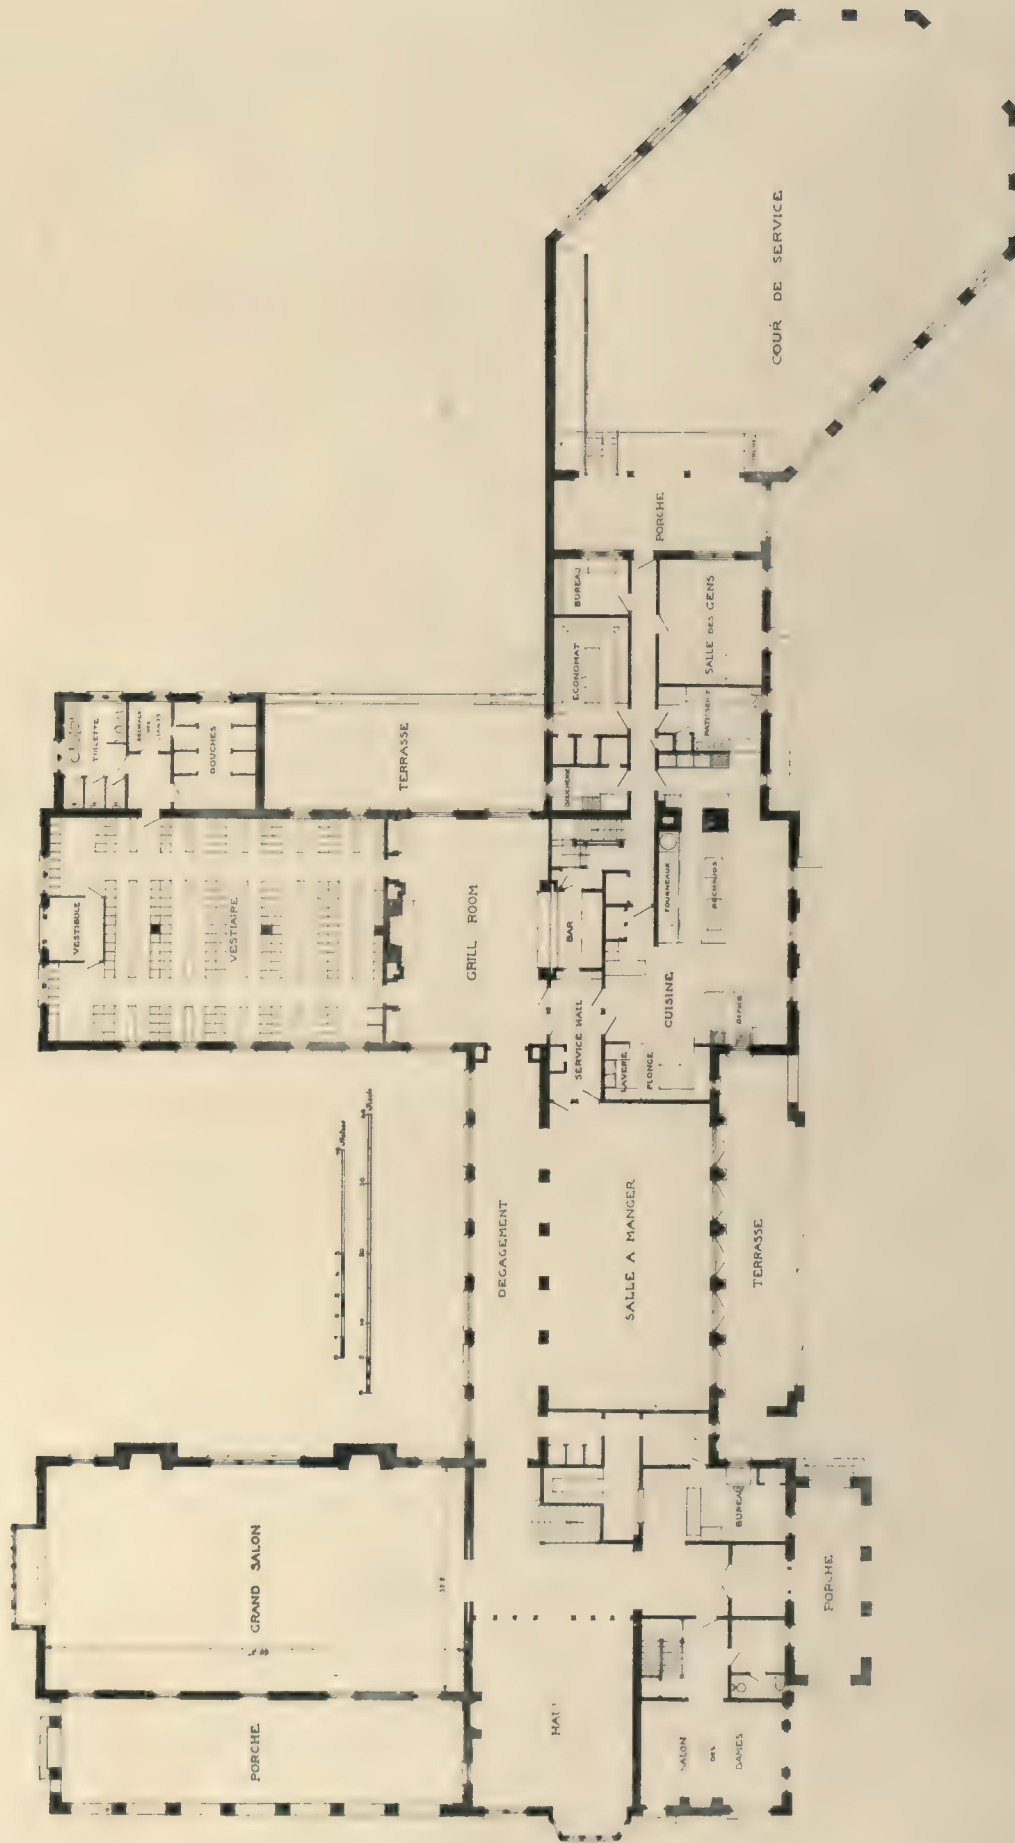 COUR DE SERVICE
PORCHE
BUREAU
SALLE DES GENS
ECONOMAT
PATISSERIE
BOUCHERIE
TOILETTE
DES
DOUCHES
TERRASSE
VESTIBULE
VESTIAIRE
GRILL ROOM
BAR
FOURNEAUX
RECHAUDS
SERVICE HALL
CUISINE
OFFICE
LAVERIE
PLONGE
DEGAGEMENT
SALLE A MANGER
TERRASSE
GRAND SALON
BUREAU
PORCHE
PORCHE
SALON
DES
DAMES